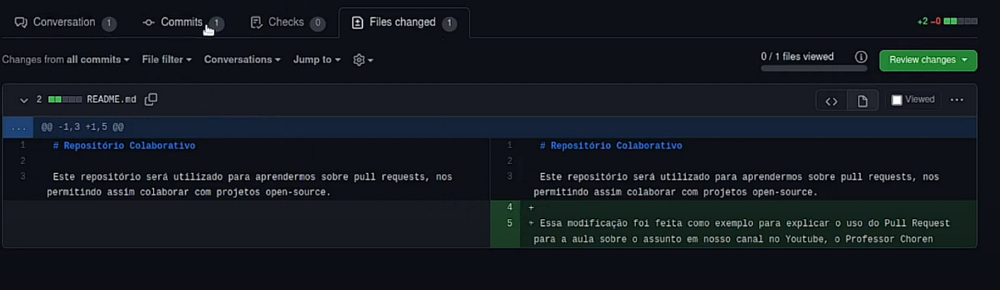 Conversation 1 Commits 1 Checks 0 Files changed 1 +2 −0
Changes from all commits File filter Conversations Jump to 0 / 1 files viewed Review changes
2 README.md Viewed
... @@ -1,3 +1,5 @@
1 # Repositório Colaborativo
2
3 Este repositório será utilizado para aprendermos sobre pull requests, nos
permitindo assim colaborar com projetos open-source.
1 # Repositório Colaborativo
2
3 Este repositório será utilizado para aprendermos sobre pull requests, nos
permitindo assim colaborar com projetos open-source.
4 +
5 + Essa modificação foi feita como exemplo para explicar o uso do Pull Request
para a aula sobre o assunto em nosso canal no Youtube, o Professor Choren